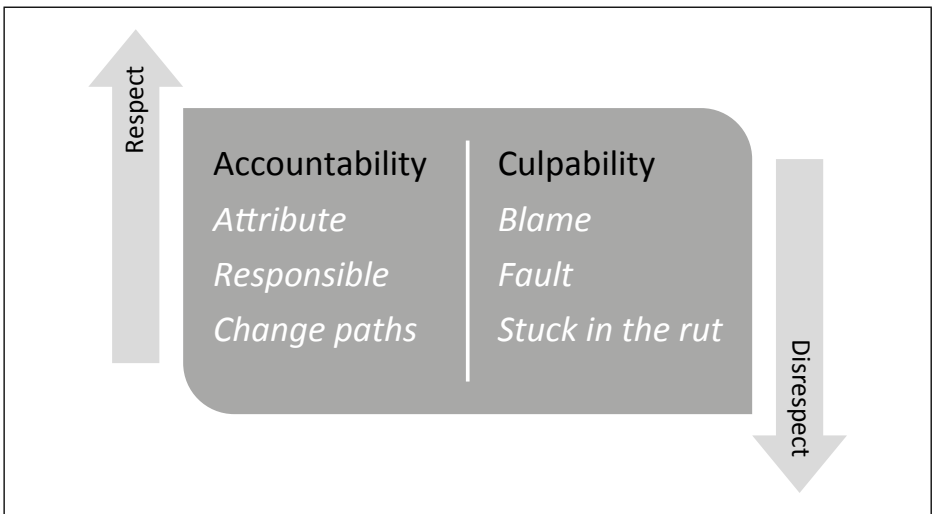 Respect
Accountability
Attribute
Responsible
Change paths
Culpability
Blame
Fault
Stuck in the rut
Disrespect